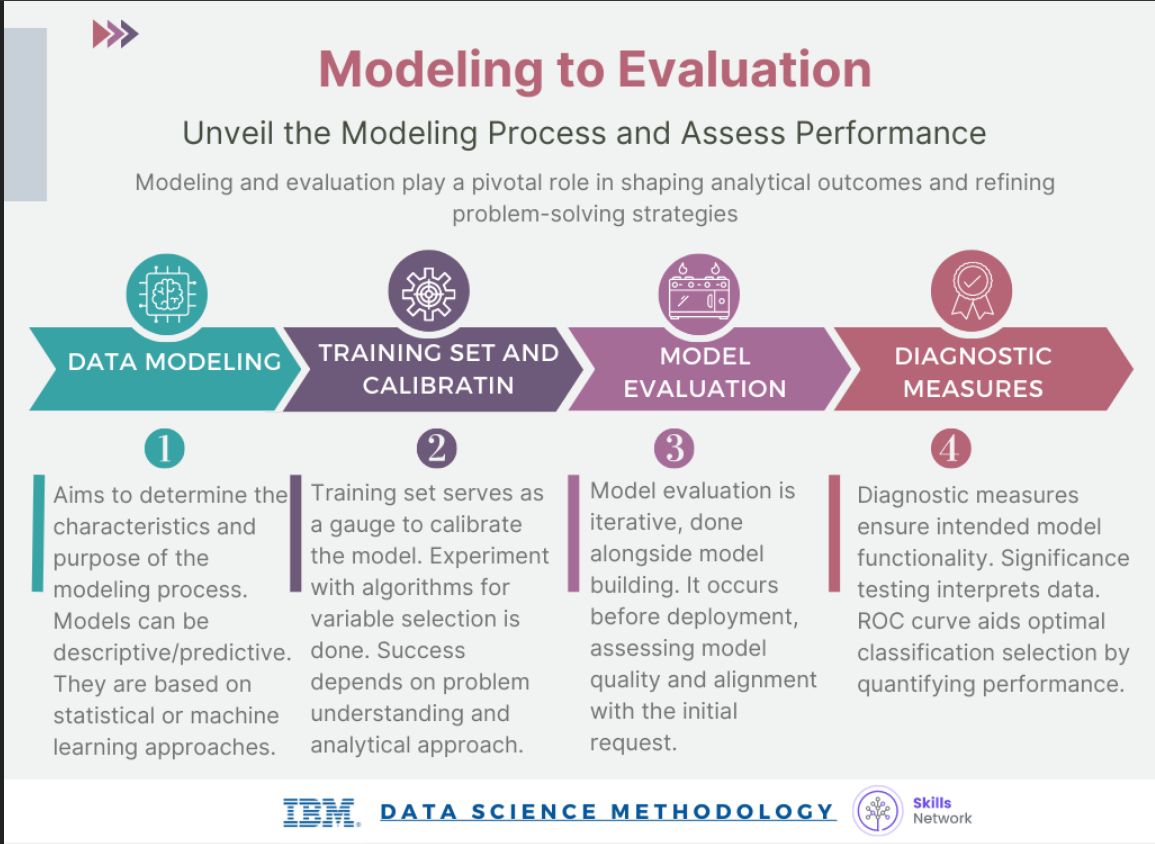 Modeling to Evaluation
Unveil the Modeling Process and Assess Performance
Modeling and evaluation play a pivotal role in shaping analytical outcomes and refining
problem-solving strategies
DATA MODELING
1
Aims to determine the
characteristics and
purpose of the
modeling process.
Models can be
descriptive/predictive.
They are based on
statistical or machine
learning approaches.
TRAINING SET AND
CALIBRATIN
2
Training set serves as
a gauge to calibrate
the model. Experiment
with algorithms for
variable selection is
done. Success
depends on problem
understanding and
analytical approach.
MODEL
EVALUATION
3
Model evaluation is
iterative, done
alongside model
building. It occurs
before deployment,
assessing model
quality and alignment
with the initial
request.
DIAGNOSTIC
MEASURES
4
Diagnostic measures
ensure intended model
functionality. Significance
testing interprets data.
ROC curve aids optimal
classification selection by
quantifying performance.
IBM®
DATA SCIENCE METHODOLOGY
Skills
Network